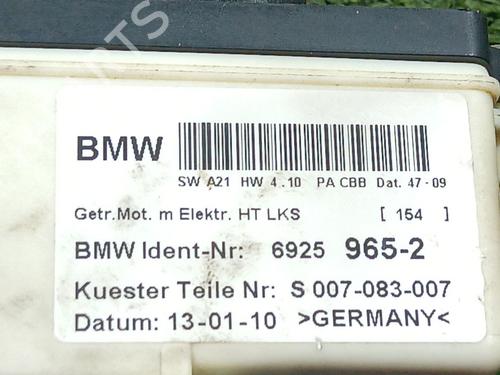 BMW
SW A21 HW 4.10 PA CBB Dat. 47-09
Getr.Mot. m Elektr. HT LKS [ 154 ]
BMW Ident-Nr: 6925 965-2
Kuester Teile Nr: S 007-083-007
Datum: 13-01-10 >GERMANY<